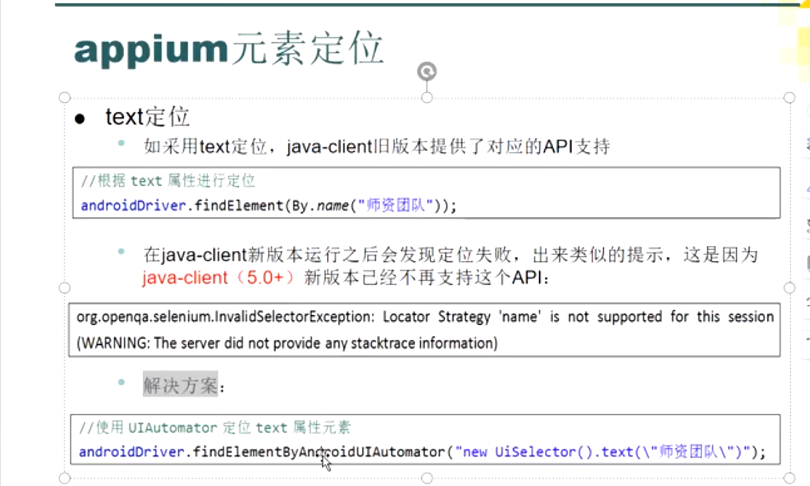 appium元素定位
text定位
如采用text定位，java-client旧版本提供了对应的API支持
//根据 text 属性进行定位
androidDriver.findElement(By.name("师资团队"));
在java-client新版本运行之后会发现定位失败，出来类似的提示，这是因为
java-client（5.0+）新版本已经不再支持这个API：
org.openqa.selenium.InvalidSelectorException: Locator Strategy 'name' is not supported for this session
(WARNING: The server did not provide any stacktrace information)
解决方案：
//使用 UIAutomator 定位 text 属性元素
androidDriver.findElementByAndroidUIAutomator("new UiSelector().text(\"师资团队\")");